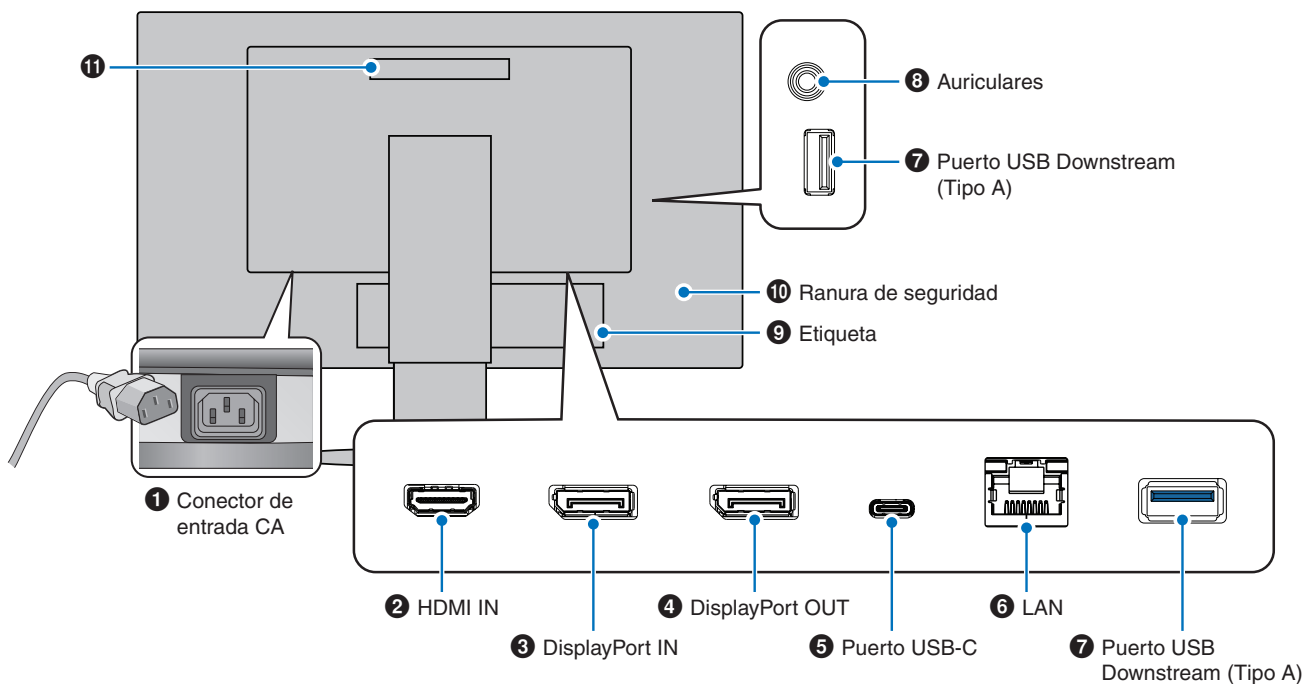 ⓫
❽ Auriculares
❼ Puerto USB Downstream
(Tipo A)
❿ Ranura de seguridad
❾ Etiqueta
❶ Conector de
entrada CA
❷ HDMI IN
❹ DisplayPort OUT
❻ LAN
❸ DisplayPort IN
❺ Puerto USB-C
❼ Puerto USB
Downstream (Tipo A)